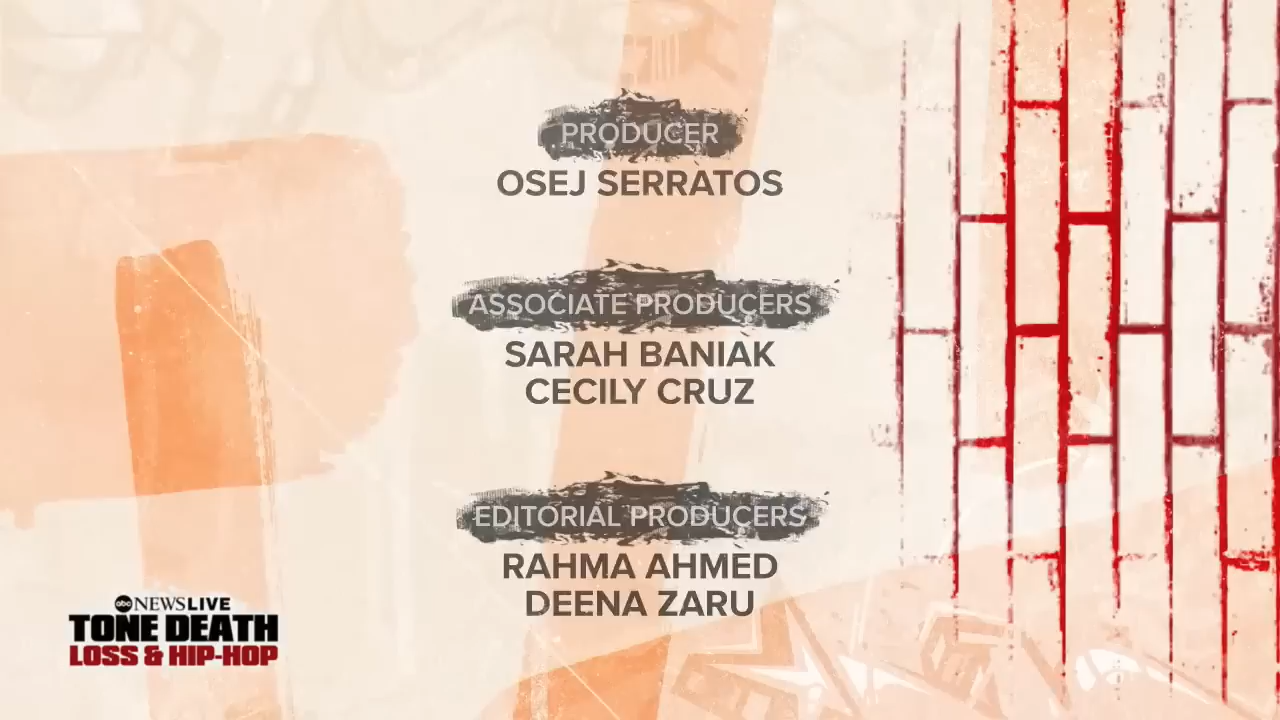 PRODUCER
OSEJ SERRATOS
ASSOCIATE PRODUCERS
SARAH BANIAK
CECILY CRUZ
EDITORIAL PRODUCERS
RAHMA AHMED
DEENA ZARU
abc NEWS LIVE
TONE DEATH
LOSS & HIP-HOP